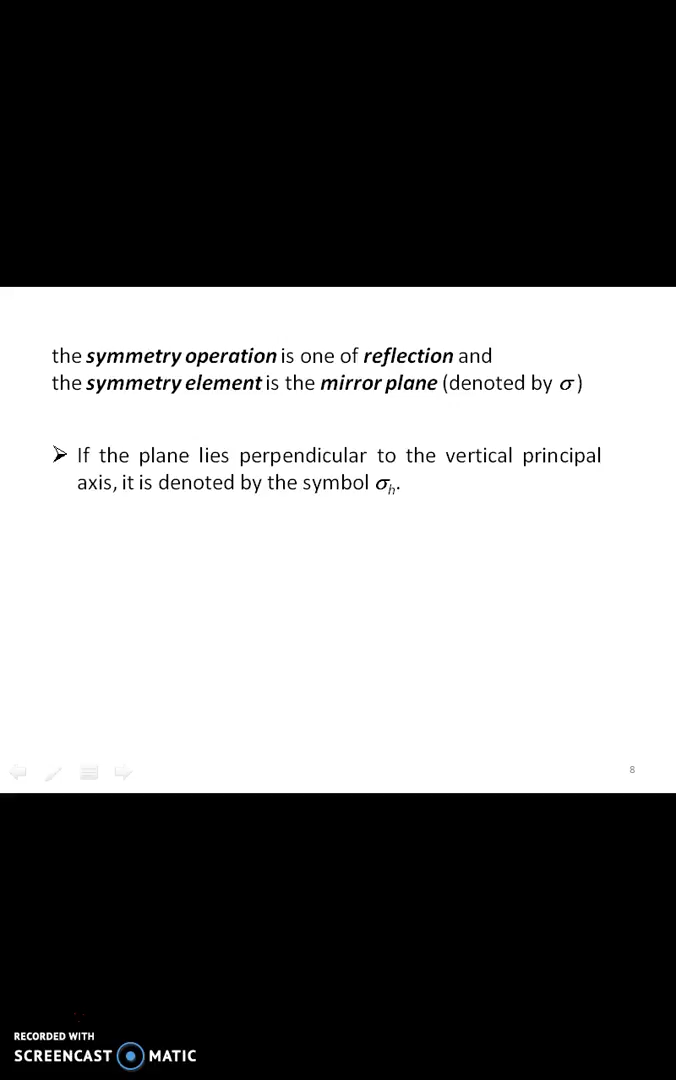 the symmetry operation is one of reflection and
the symmetry element is the mirror plane (denoted by σ)
➢ If the plane lies perpendicular to the vertical principal
axis, it is denoted by the symbol σₕ.
8
RECORDED WITH
SCREENCAST MATIC